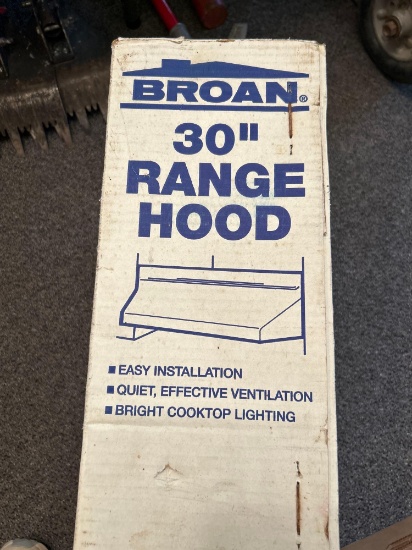 BROAN®
30"
RANGE
HOOD
■ EASY INSTALLATION
■ QUIET, EFFECTIVE VENTILATION
■ BRIGHT COOKTOP LIGHTING